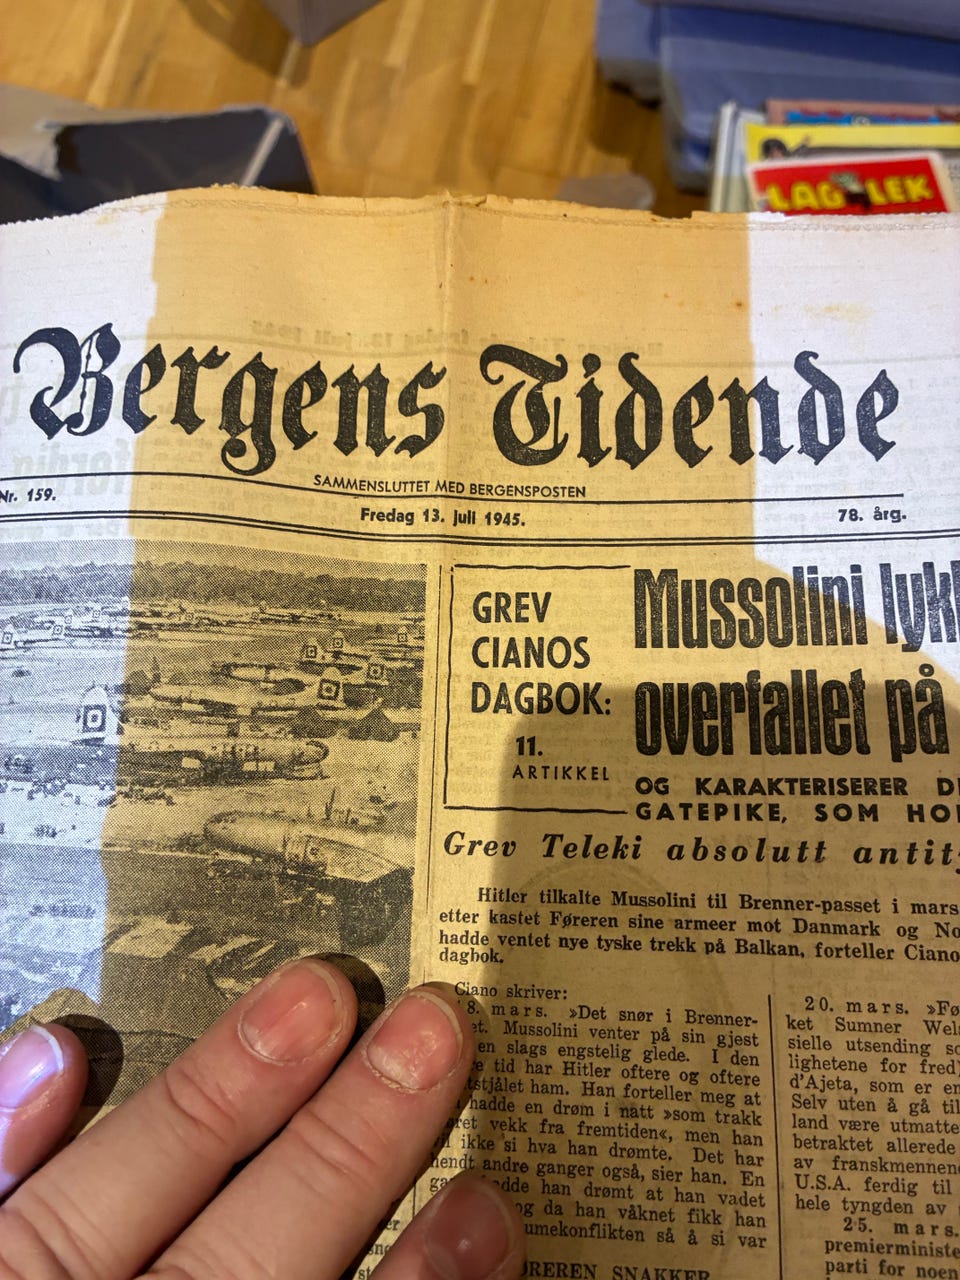 LAG LEK
Bergens Tidende
SAMMENSLUTTET MED BERGENSPOSTEN
Nr. 159.
Fredag 13. juli 1945.
78. årg.
GREV
CIANOS
DAGBOK:
11.
ARTIKKEL
Mussolini
overfallet på
OG KARAKTERISERER
GATEPIKE, SOM
Grev Teleki absolutt
Hitler tilkalte Mussolini til Brenner-passet i mars
etter kastet Føreren sine armeer mot Danmark og
hadde ventet nye tyske trekk på Balkan, forteller Ciano
dagbok.
Ciano skriver:
8. mars. »Det snør i Brenner-
Mussolini venter på sin gjest
en slags engstelig glede. I den
tid har Hitler oftere og oftere
ham. Han forteller meg at
hadde en drøm i natt »som trakk
vekk fra fremtiden«, men han
ikke si hva han drømte. Det har
hendt andre ganger også, sier han. En
han drømt at han vadet
og da han våknet fikk han
så å si var
SNAKKER
20. mars.
ket Sumner
sielle utsending
lighetene for fred)
d'Ajeta, som er
Selv uten å gå
land være
betraktet allerede
av
U.S.A. ferdig til
hele tyngden av
25. mars.
parti for noen